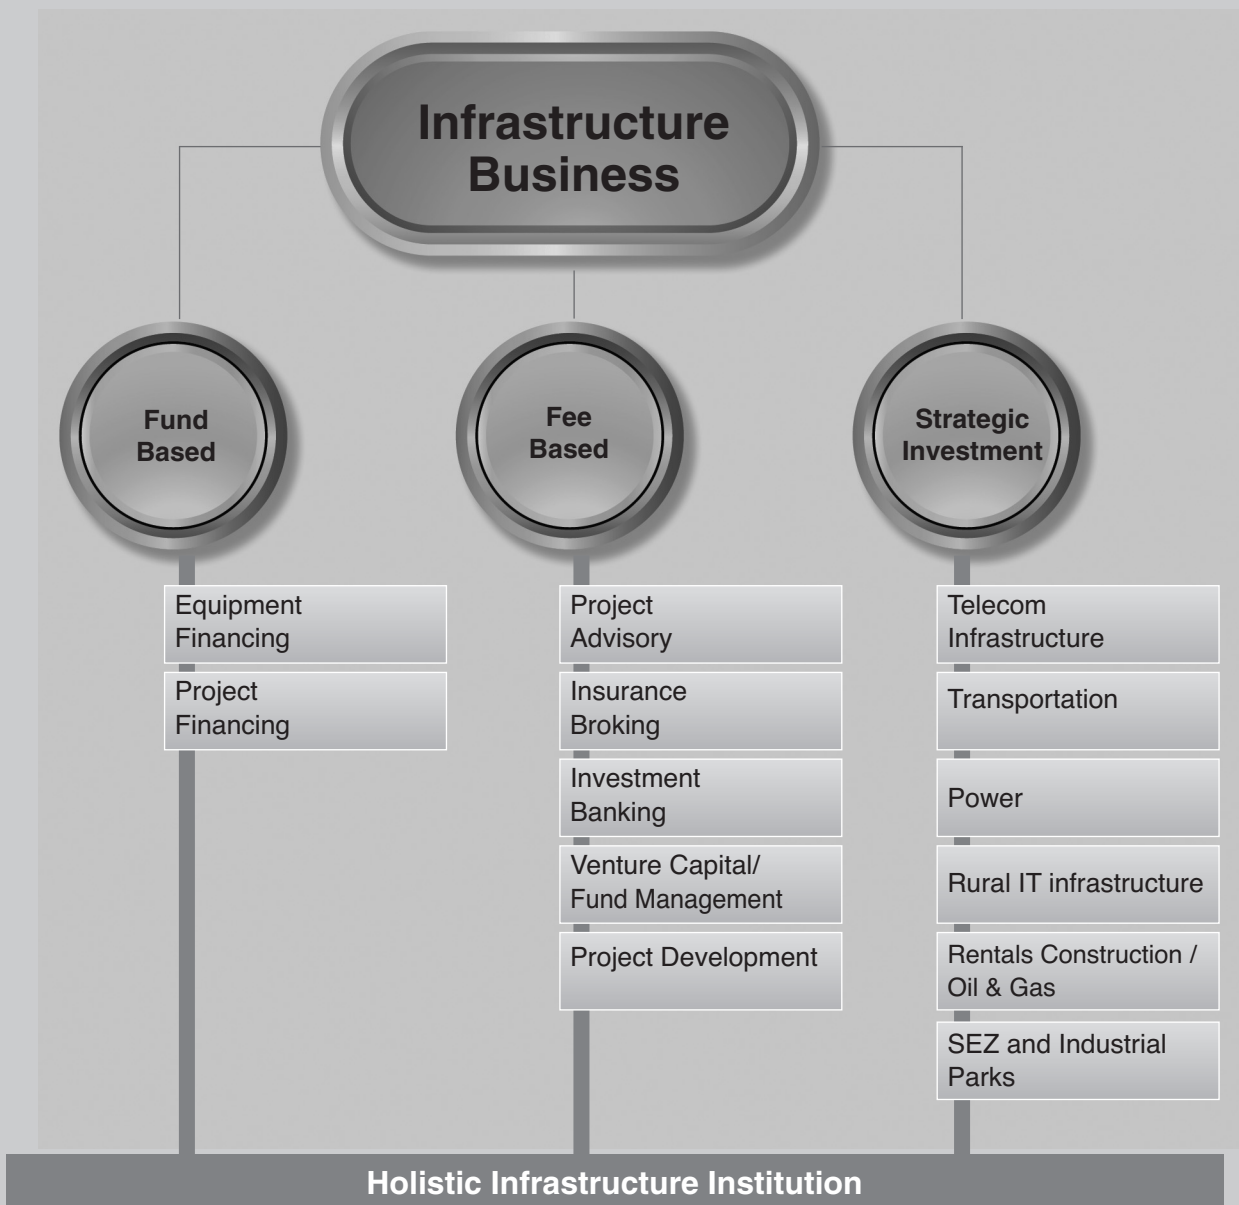 Infrastructure
Business
Fund
Based
Fee
Based
Strategic
Investment
Equipment
Financing
Project
Financing
Project
Advisory
Insurance
Broking
Investment
Banking
Venture Capital/
Fund Management
Project Development
Telecom
Infrastructure
Transportation
Power
Rural IT infrastructure
Rentals Construction /
Oil & Gas
SEZ and Industrial
Parks
Holistic Infrastructure Institution